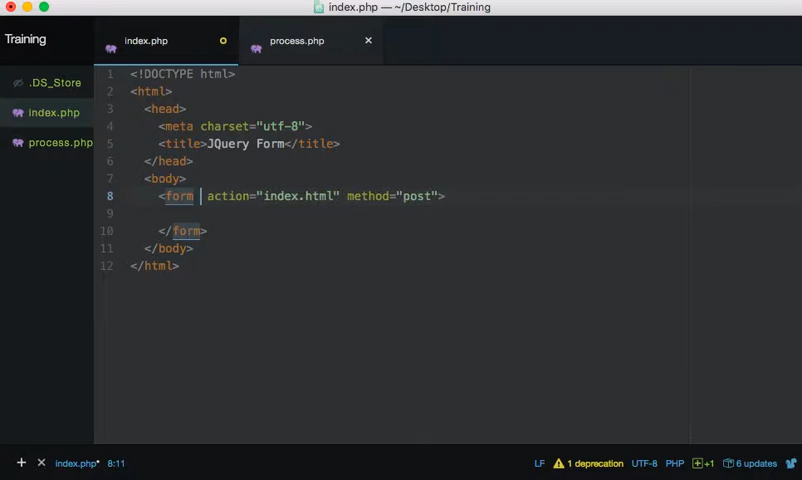 index.php — ~/Desktop/Training
Training
index.php
process.php
.DS_Store
index.php
process.php
1 <!DOCTYPE html>
2 <html>
3 <head>
4 <meta charset="utf-8">
5 <title>JQuery Form</title>
6 </head>
7 <body>
8 <form action="index.html" method="post">
9
10 </form>
11 </body>
12 </html>
index.php* 8:11 LF 1 deprecation UTF-8 PHP +1 6 updates